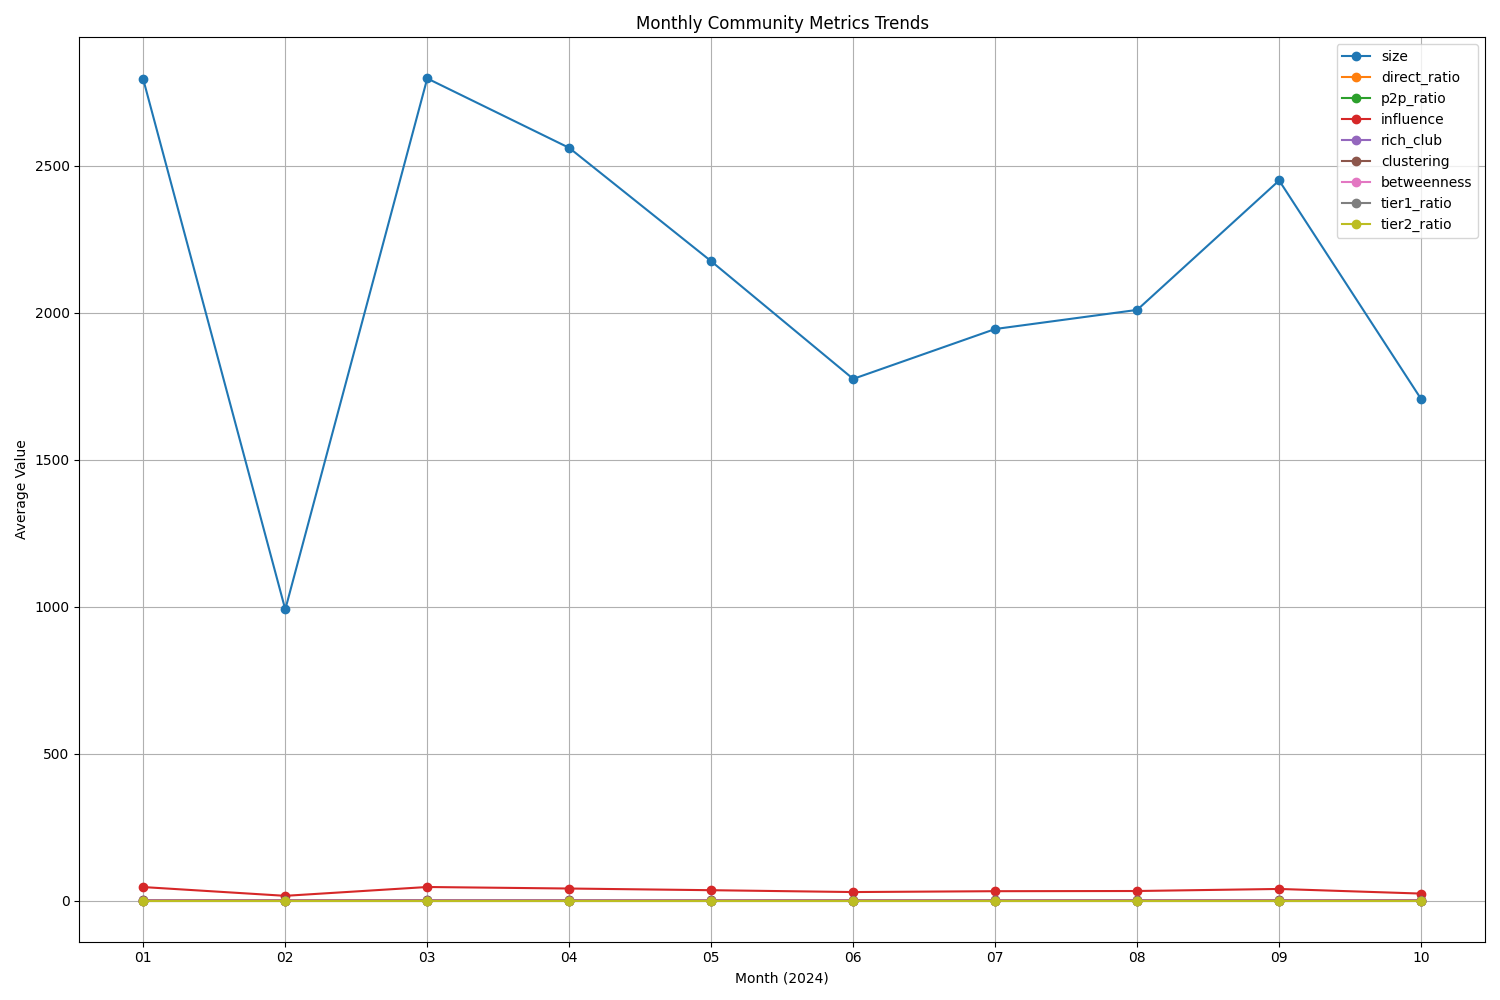 Monthly Community Metrics Trends
size
direct_ratio
p2p_ratio
influence
rich_club
clustering
betweenness
tier1_ratio
tier2_ratio
Average Value
2500
2000
1500
1000
500
0
01 02 03 04 05 06 07 08 09 10
Month (2024)